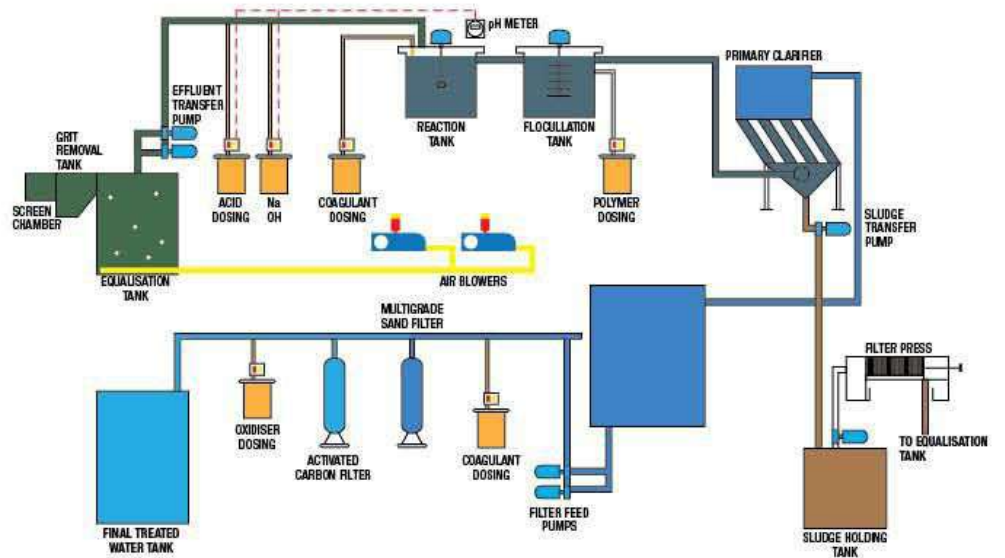 pH METER
PRIMARY CLARIFIER
EFFLUENT
TRANSFER
PUMP
GRIT
REMOVAL
TANK
REACTION
TANK
FLOCULLATION
TANK
SCREEN
CHAMBER
ACID
DOSING
Na
OH
COAGULANT
DOSING
POLYMER DOSING
SLUDGE
TRANSFER
PUMP
EQUALISATION
TANK
AIR BLOWERS
MULTIGRADE
SAND FILTER
FILTER PRESS
OXIDISER
DOSING
ACTIVATED
CARBON FILTER
COAGULANT
DOSING
TO EQUALISATION
TANK
FILTER FEED
PUMPS
FINAL TREATED
WATER TANK
SLUDGE HOLDING
TANK